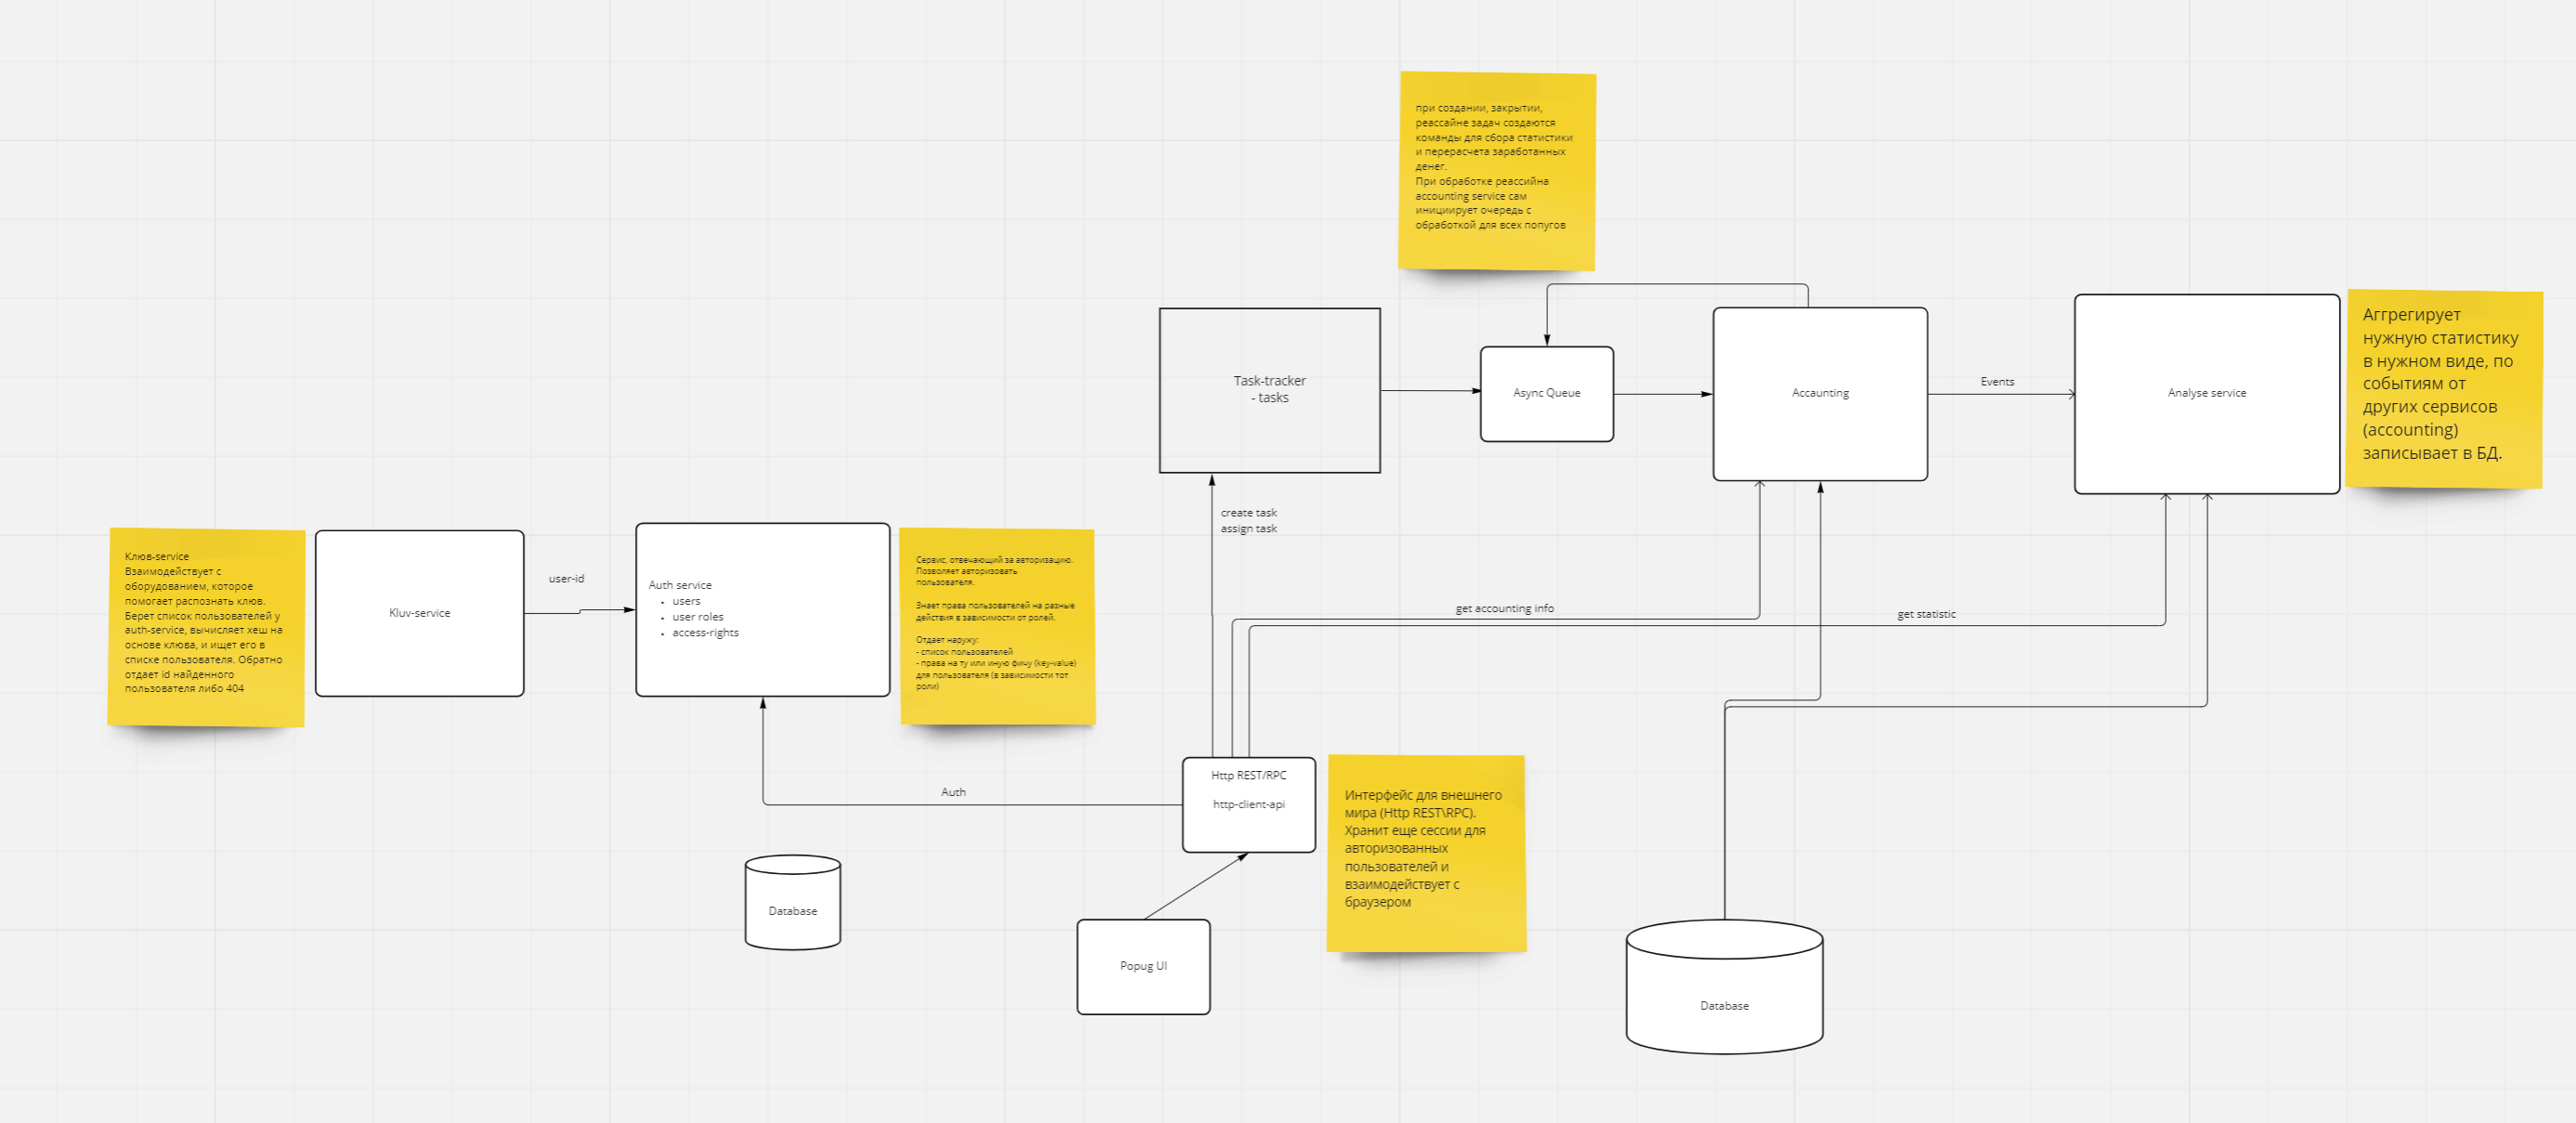 при создании, закрытии,
реассайне задач создаются
команды для сбора статистики
и перерасчета заработанных
денег.
При обработке реассийна
accounting service сам
инициирует очередь с
обработкой для всех попугов
Task-tracker
- tasks
Async Queue
Accaunting
Events
Analyse service
Аггрегирует
нужную статистику
в нужном виде, по
событиям от
других сервисов
(accounting)
записывает в БД.
create task
assign task
Клюв-service
Взаимодействует с
оборудованием, которое
помогает распознать клюв.
Берет список пользователей у
auth-service, вычисляет хеш на
основе клюва, и ищет его в
списке пользователя. Обратно
отдает id найденного
пользователя либо 404
Kluv-service
user-id
Auth service
• users
• user roles
• access-rights
Сервис, отвечающий за авторизацию.
Позволяет авторизовать
пользователя.
Знает права пользователей на разные
действия в зависимости от ролей.
Отдает наружу:
- список пользователей
- права на ту или иную фичу (key-value)
для пользователя (в зависимости тот
роли)
get accounting info
get statistic
Auth
Http REST/RPC
http-client-api
Интерфейс для внешнего
мира (Http REST\RPC).
Хранит еще сессии для
авторизованных
пользователей и
взаимодействует с
браузером
Database
Popug UI
Database